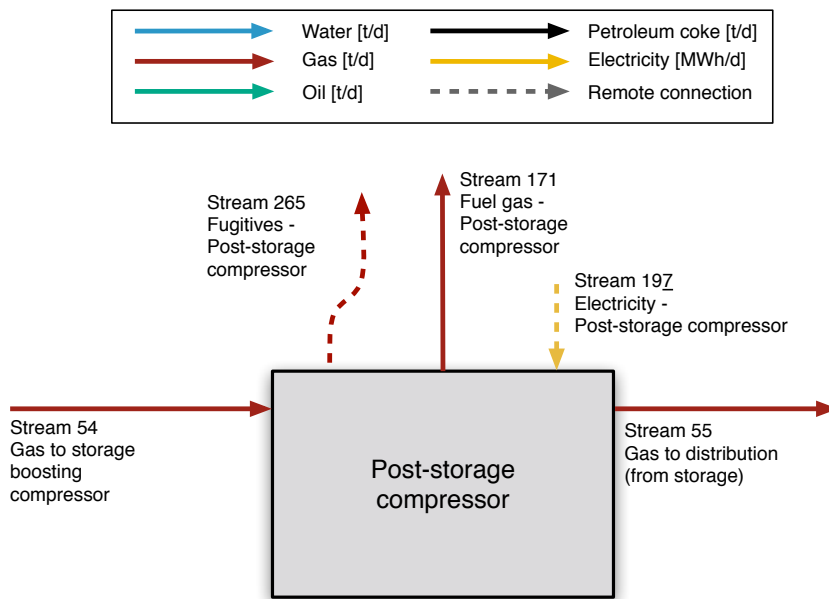 Water [t/d]
Gas [t/d]
Oil [t/d]
Petroleum coke [t/d]
Electricity [MWh/d]
Remote connection
Stream 265
Fugitives -
Post-storage
compressor
Stream 171
Fuel gas -
Post-storage
compressor
Stream 197
Electricity -
Post-storage compressor
Stream 54
Gas to storage
boosting
compressor
Post-storage
compressor
Stream 55
Gas to distribution
(from storage)